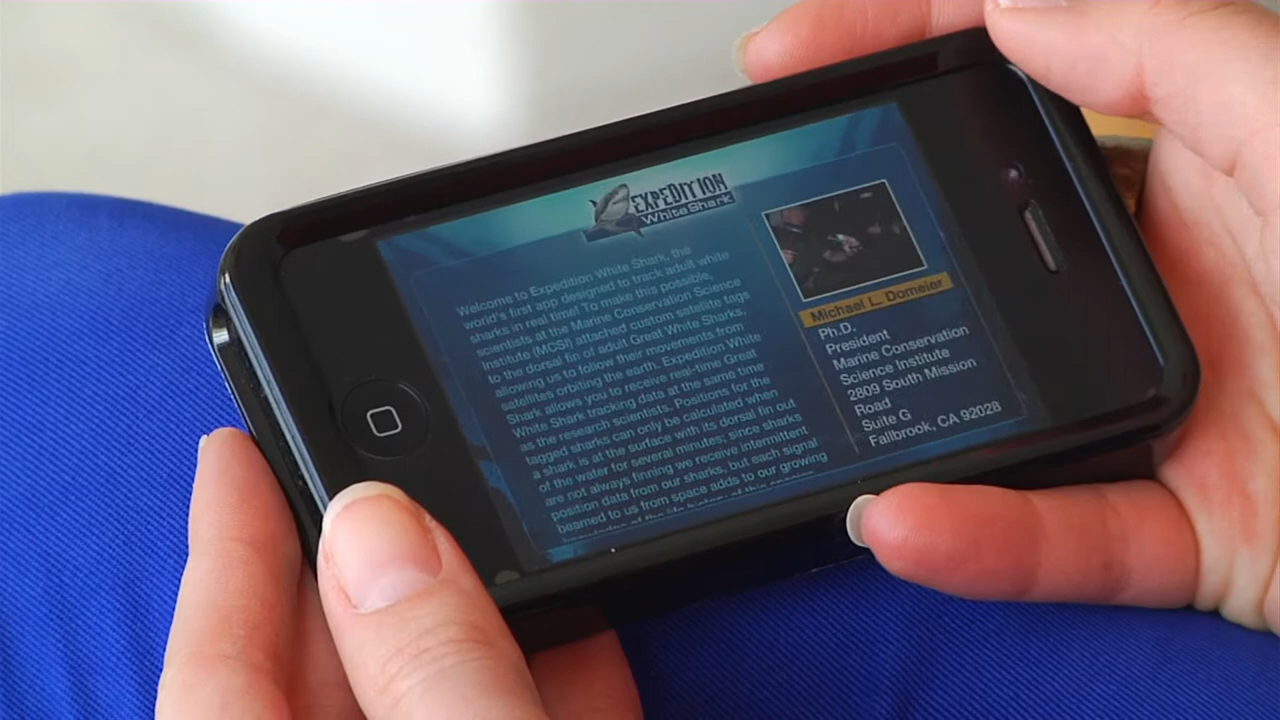 EXPEDITION
White Shark
Welcome to Expedition White Shark, the
world's first app designed to track adult white
sharks in real time! To make this possible,
scientists at the Marine Conservation Science
Institute (MCSI) attached custom satellite tags
to the dorsal fin of adult Great White Sharks,
allowing us to follow their movements from
satellites orbiting the earth. Expedition White
Shark allows you to receive real-time Great
White Shark tracking data at the same time
as the research scientists. Positions for the
tagged sharks can only be calculated when
a shark is at the surface with its dorsal fin out
of the water for several minutes; since sharks
are not always finning we receive intermittent
position data from our sharks, but each signal
beamed to us from space adds to our growing
knowledge of the life history of this
Michael L. Domeier
Ph.D.
President
Marine Conservation
Science Institute
2809 South Mission
Road
Suite G
Fallbrook, CA 92028